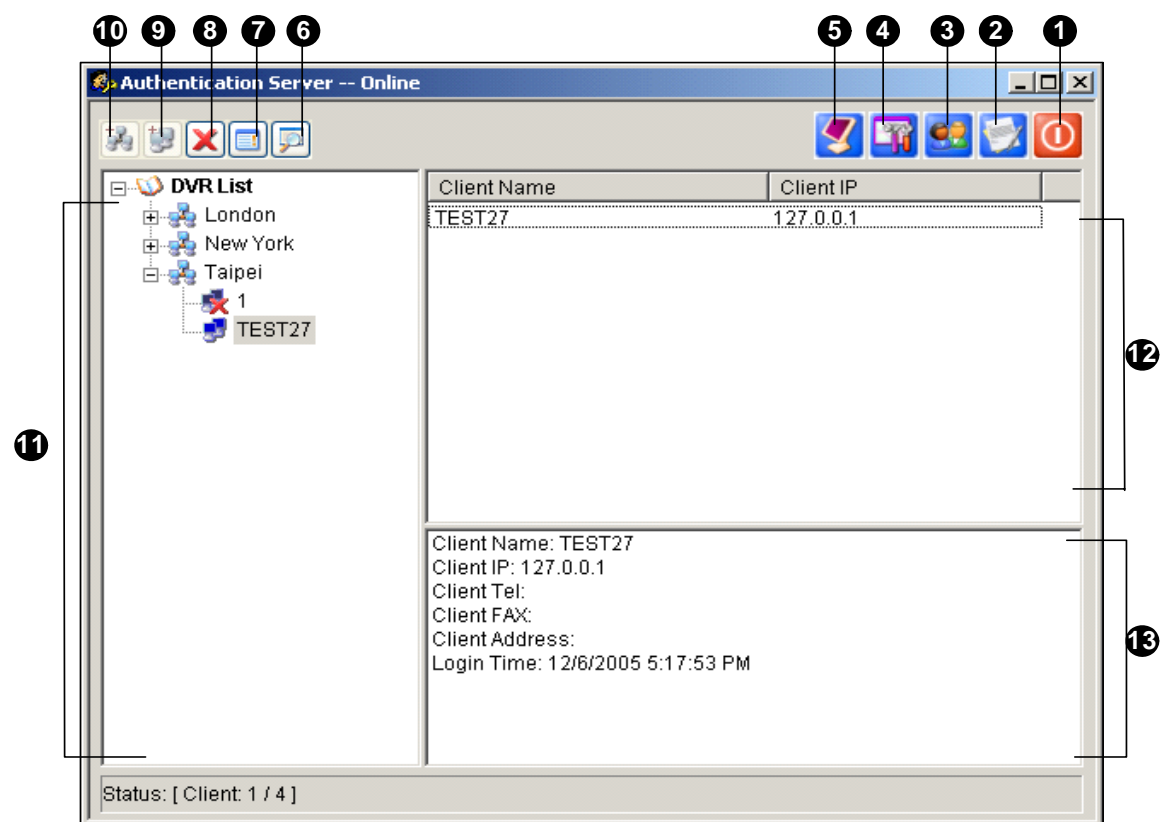 10 9 8 7 6 5 4 3 2 1
Authentication Server -- Online
DVR List
London
New York
Taipei
1
TEST27
Client Name Client IP
TEST27 127.0.0.1
12
11
Client Name: TEST27
Client IP: 127.0.0.1
Client Tel:
Client FAX:
Client Address:
Login Time: 12/6/2005 5:17:53 PM
13
Status: [ Client: 1 / 4 ]